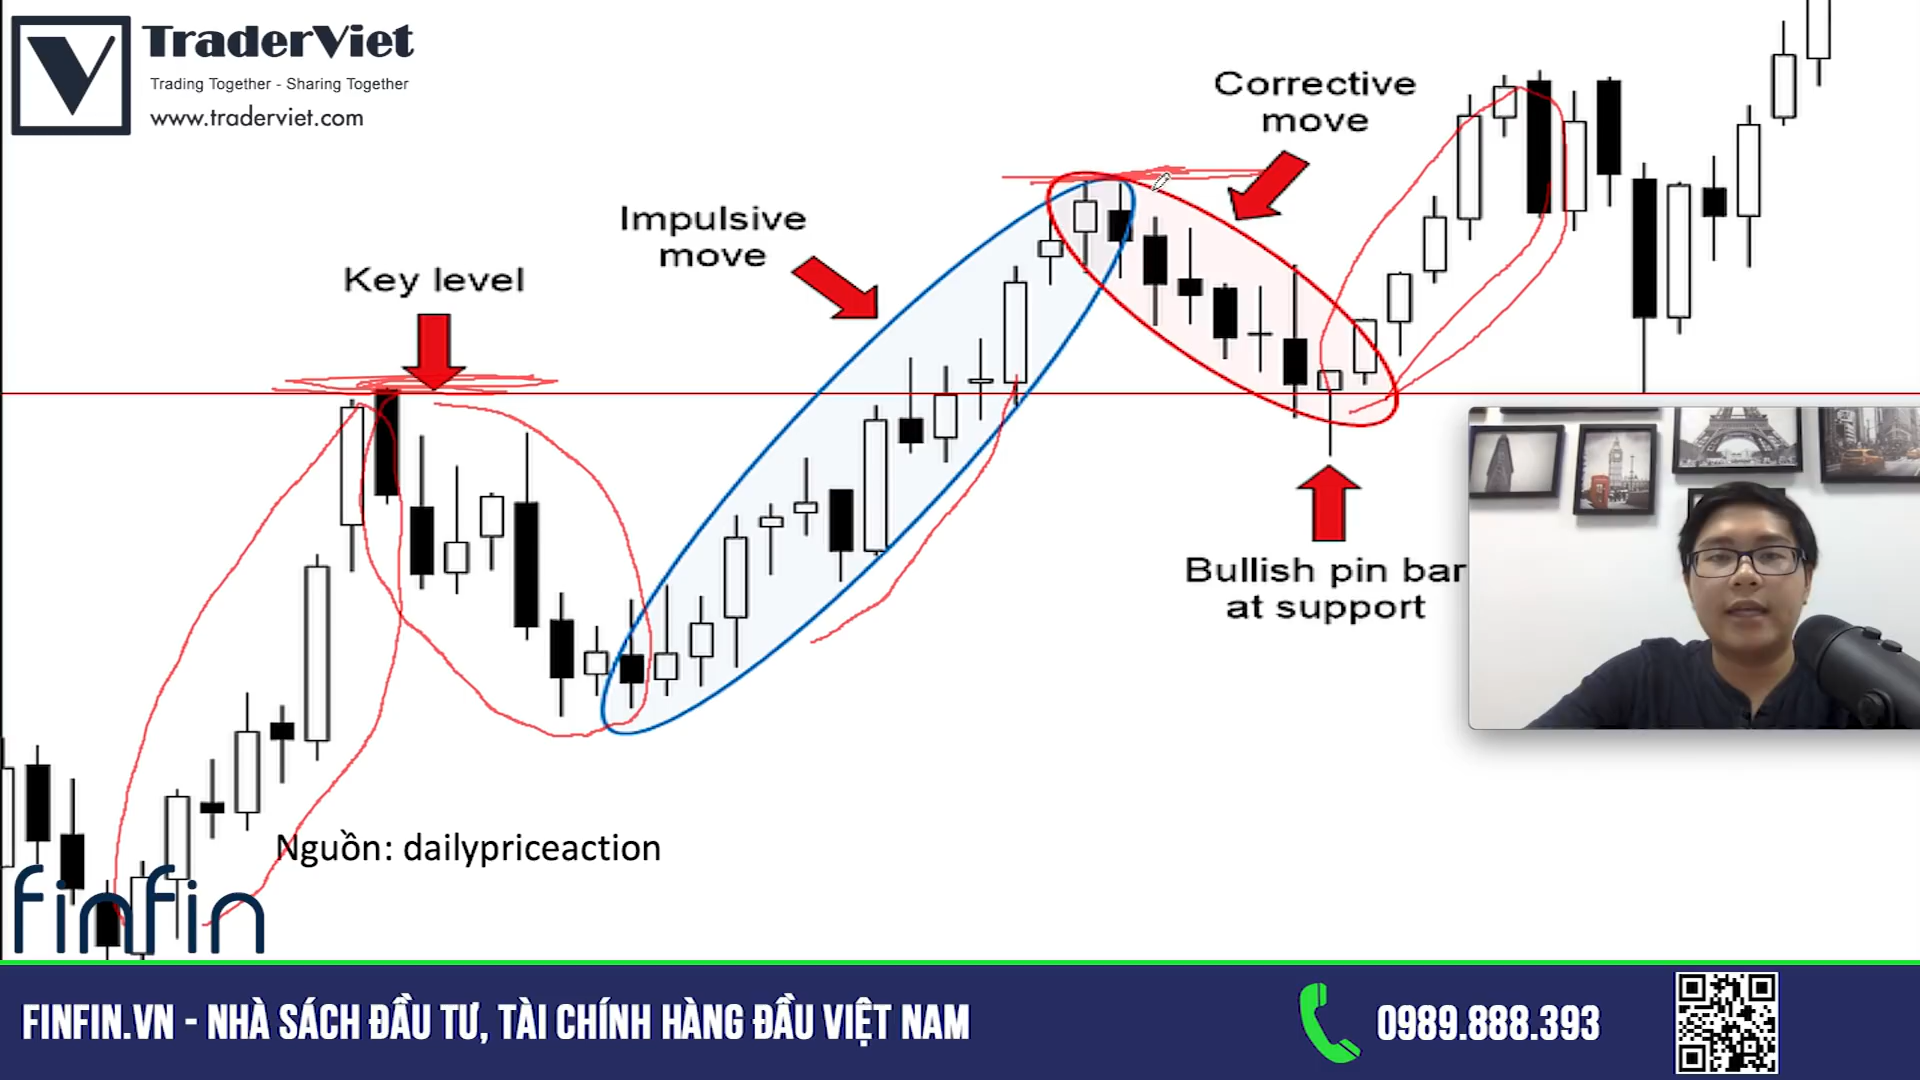 TraderViet
Trading Together - Sharing Together
www.traderviet.com
Corrective
move
Impulsive
move
Key level
Bullish pin bar
at support
Nguồn: dailypriceaction
finfin
FINFIN.VN - NHÀ SÁCH ĐẦU TƯ, TÀI CHÍNH HÀNG ĐẦU VIỆT NAM
0989.888.393